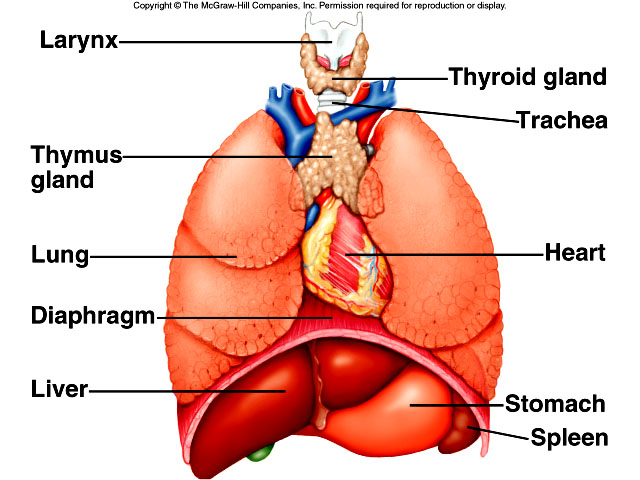 Copyright © The McGraw-Hill Companies, Inc. Permission required for reproduction or display.
Larynx
Thyroid gland
Trachea
Thymus
gland
Lung
Heart
Diaphragm
Liver
Stomach
Spleen